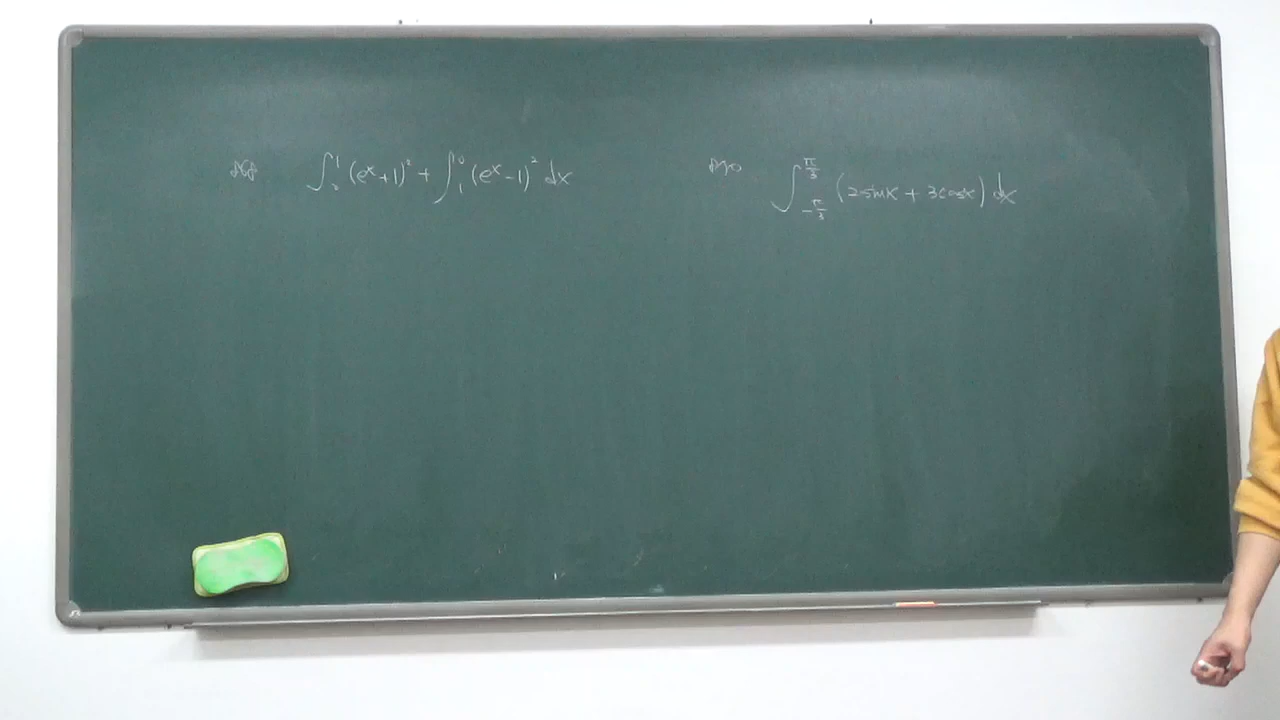 ∫₀¹ (eˣ+1)² + ∫₁⁰ (eˣ-1)² dx
∫_{-π/3}^{π/3} (2sinx + 3cosx) dx